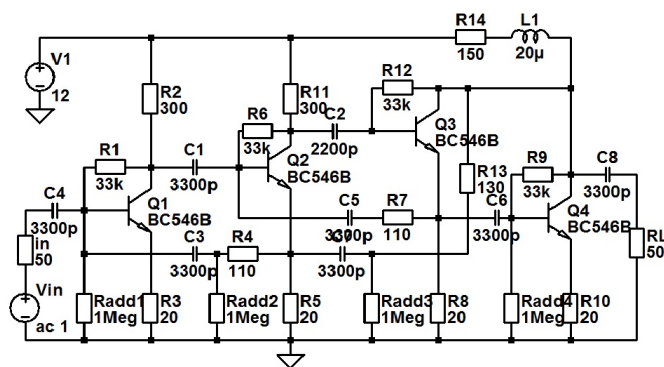 R14
L1
150
20µ
V1
12
R2
300
R6
33k
R11
300
C2
2200p
R12
33k
Q3
BC546B
R1
33k
C1
3300p
Q2
BC546B
R13
130
R9
33k
C8
3300p
C4
3300p
Q1
BC546B
C5
3300p
R7
110
C6
3300p
Q4
BC546B
in
50
C3
3300p
R4
110
3300p
RL
50
Vin
ac 1
Radd1
1Meg
R3
20
Radd2
1Meg
R5
20
Radd3
1Meg
R8
20
Radd4
1Meg
R10
20